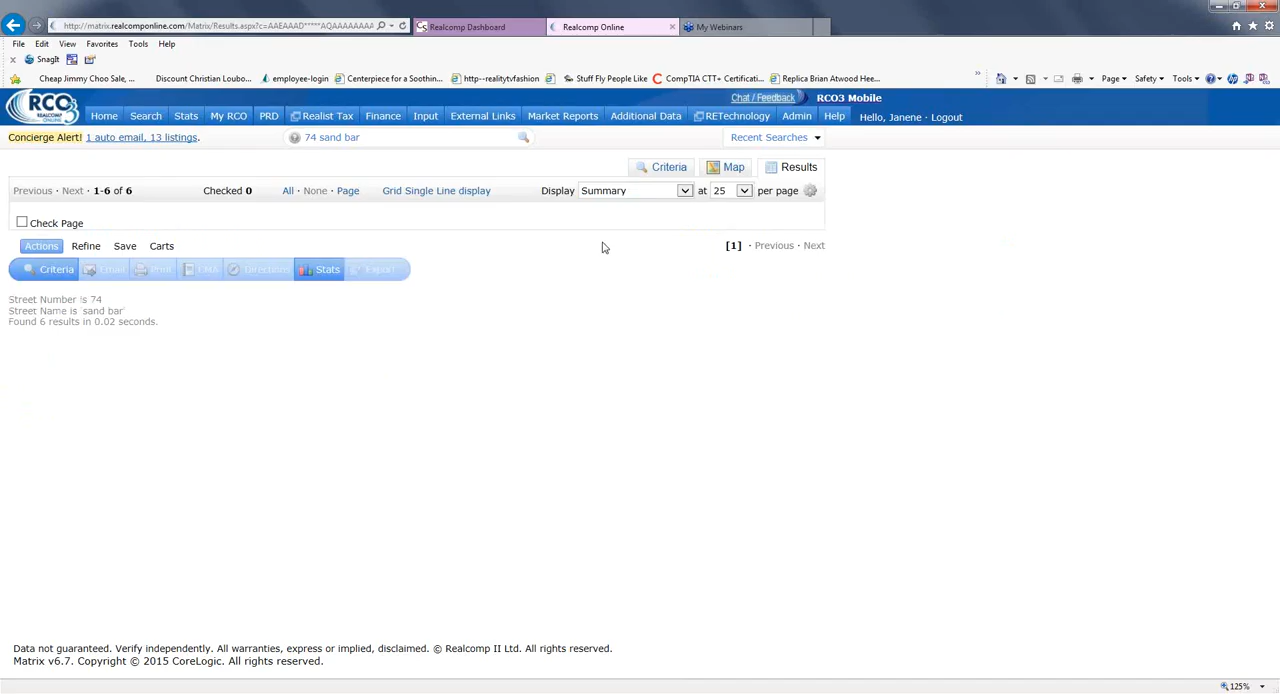 http://matrix.realcomponline.com/Matrix/Results.aspx?c=AAEAAAD*****AQAAAAAAAA
Realcomp Dashboard
Realcomp Online
My Webinars
File Edit View Favorites Tools Help
SnagIt
Cheap Jimmy Choo Sale, ... Discount Christian Loubo... employee-login Centerpiece for a Soothin... http--realitytvfashion Stuff Fly People Like CompTIA CTT+ Certificati... Replica Brian Atwood Hee... Page Safety Tools
RCO3
REALCOMP
ONLINE
Chat / Feedback RCO3 Mobile
Home Search Stats My RCO PRD Realist Tax Finance Input External Links Market Reports Additional Data RETechnology Admin Help Hello, Janene · Logout
Concierge Alert! 1 auto email, 13 listings. 74 sand bar Recent Searches
Criteria Map Results
Previous · Next · 1-6 of 6 Checked 0 All · None · Page Grid Single Line display Display Summary at 25 per page
Check Page
Actions Refine Save Carts [1] · Previous · Next
Criteria Email Print CMA Directions Stats Export
Street Number is 74
Street Name is 'sand bar'
Found 6 results in 0.02 seconds.
Data not guaranteed. Verify independently. All warranties, express or implied, disclaimed. © Realcomp II Ltd. All rights reserved.
Matrix v6.7. Copyright © 2015 CoreLogic. All rights reserved.
125%